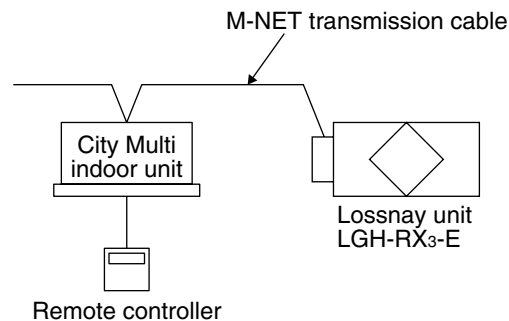 M-NET transmission cable
City Multi
indoor unit
Lossnay unit
LGH-RX3-E
Remote controller